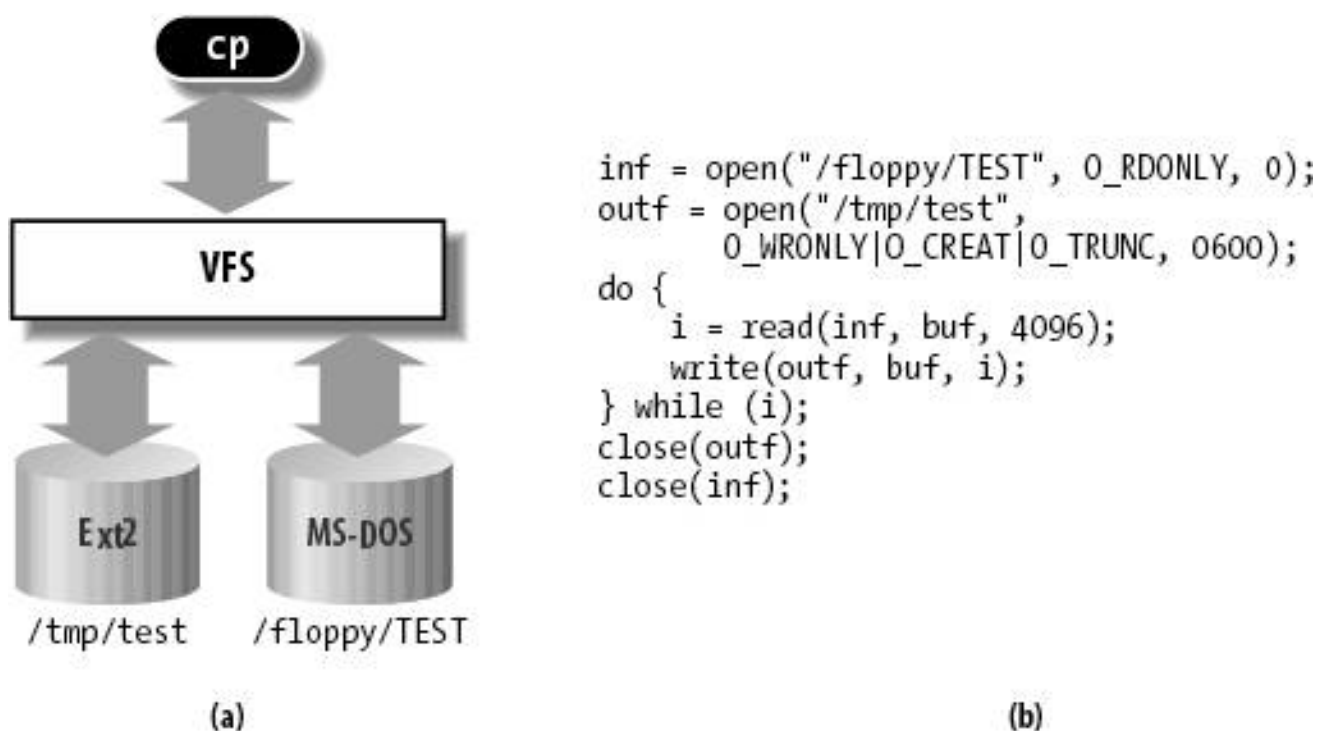 cp
VFS
Ext2
MS-DOS
/tmp/test
/floppy/TEST
(a)
inf = open("/floppy/TEST", O_RDONLY, 0);
outf = open("/tmp/test",
        O_WRONLY|O_CREAT|O_TRUNC, 0600);
do {
    i = read(inf, buf, 4096);
    write(outf, buf, i);
} while (i);
close(outf);
close(inf);
(b)